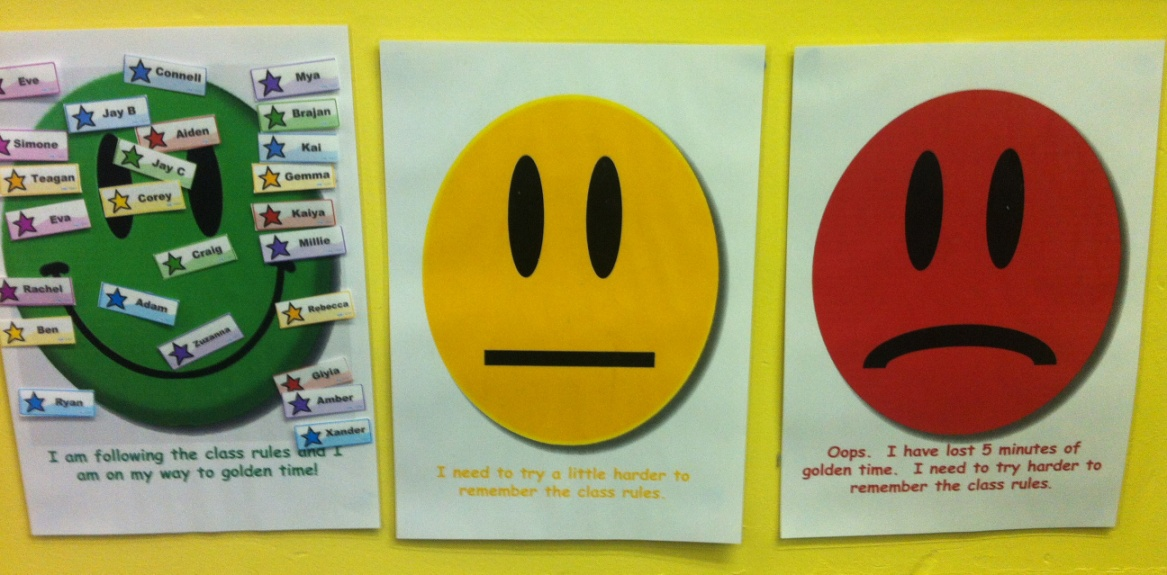 Eve
Connell
Mya
Jay B
Brajan
Aiden
Simone
Kai
Jay C
Teagan
Gemma
Corey
Eva
Kaiya
Millie
Craig
Rachel
Adam
Rebecca
Ben
Zuzanna
Giyia
Ryan
Amber
Xander
I am following the class rules and I
am on my way to golden time!
I need to try a little harder to
remember the class rules.
Oops. I have lost 5 minutes of
golden time. I need to try harder to
remember the class rules.